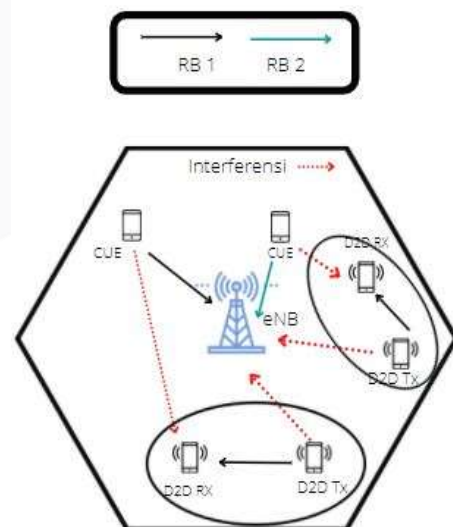 RB 1 RB 2
Interferensi
CUE
CUE
D2D RX
eNB
D2D Tx
D2D RX
D2D Tx